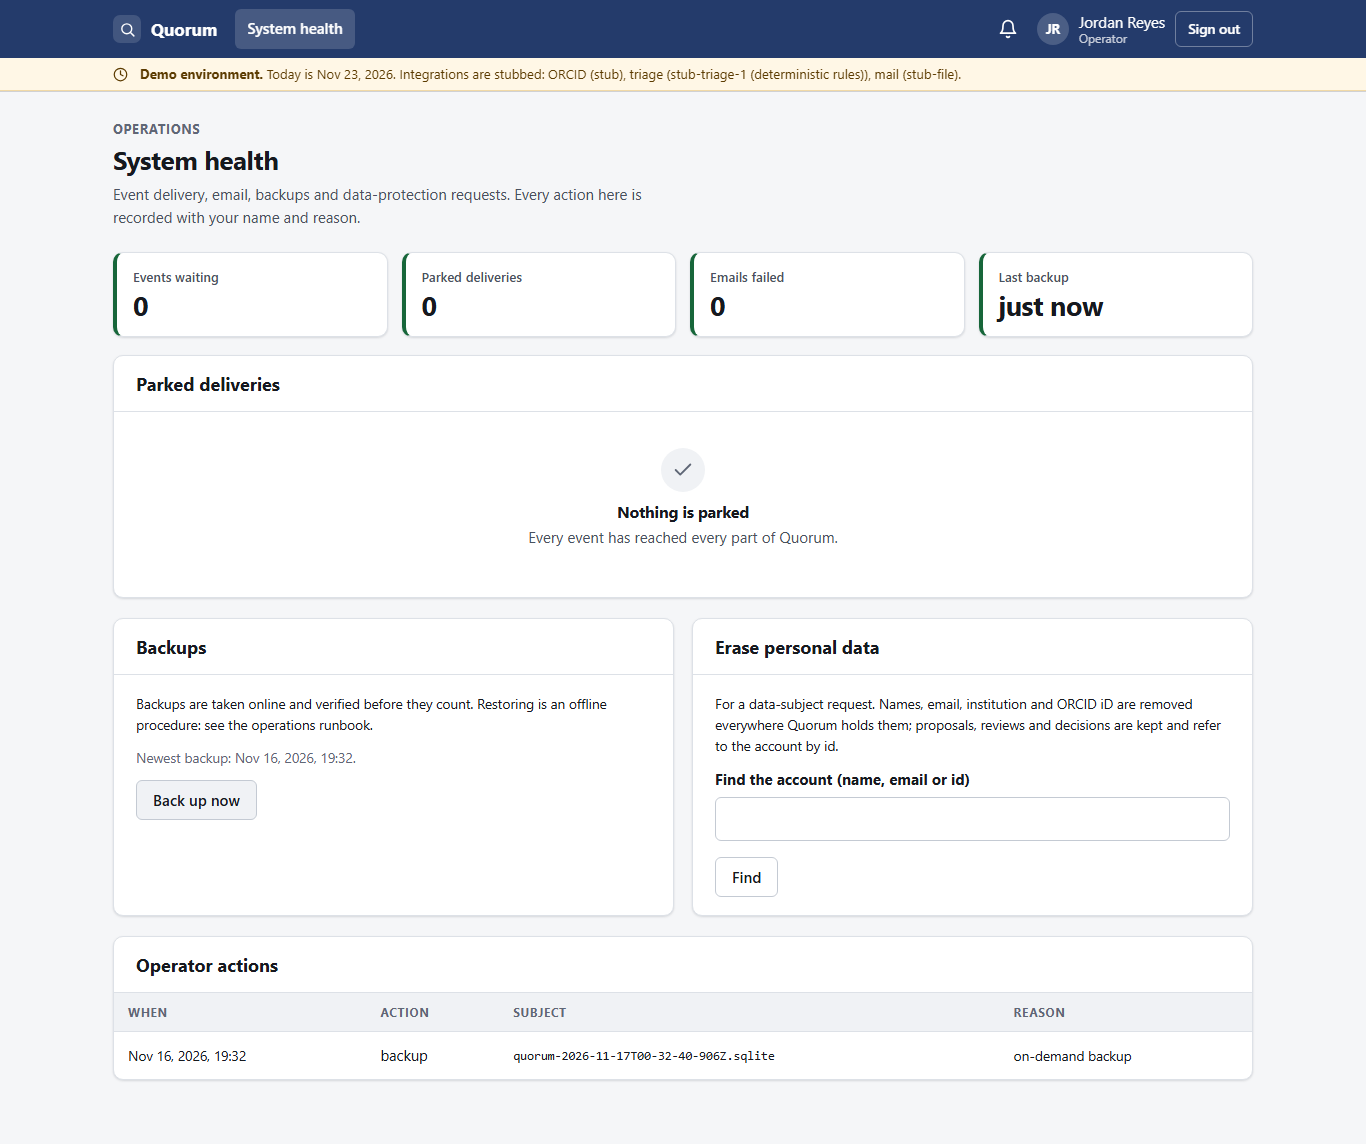 Quorum
System health
Jordan Reyes
JR
Operator
Sign out
Demo environment. Today is Nov 23, 2026. Integrations are stubbed: ORCID (stub), triage (stub-triage-1 (deterministic rules)), mail (stub-file).
OPERATIONS
System health
Event delivery, email, backups and data-protection requests. Every action here is
recorded with your name and reason.
Events waiting
0
Parked deliveries
0
Emails failed
0
Last backup
just now
Parked deliveries
Nothing is parked
Every event has reached every part of Quorum.
Backups
Backups are taken online and verified before they count. Restoring is an offline
procedure: see the operations runbook.
Newest backup: Nov 16, 2026, 19:32.
Back up now
Erase personal data
For a data-subject request. Names, email, institution and ORCID iD are removed
everywhere Quorum holds them; proposals, reviews and decisions are kept and refer
to the account by id.
Find the account (name, email or id)
Find
Operator actions
WHEN ACTION SUBJECT REASON
Nov 16, 2026, 19:32 backup quorum-2026-11-17T00-32-40-906Z.sqlite on-demand backup